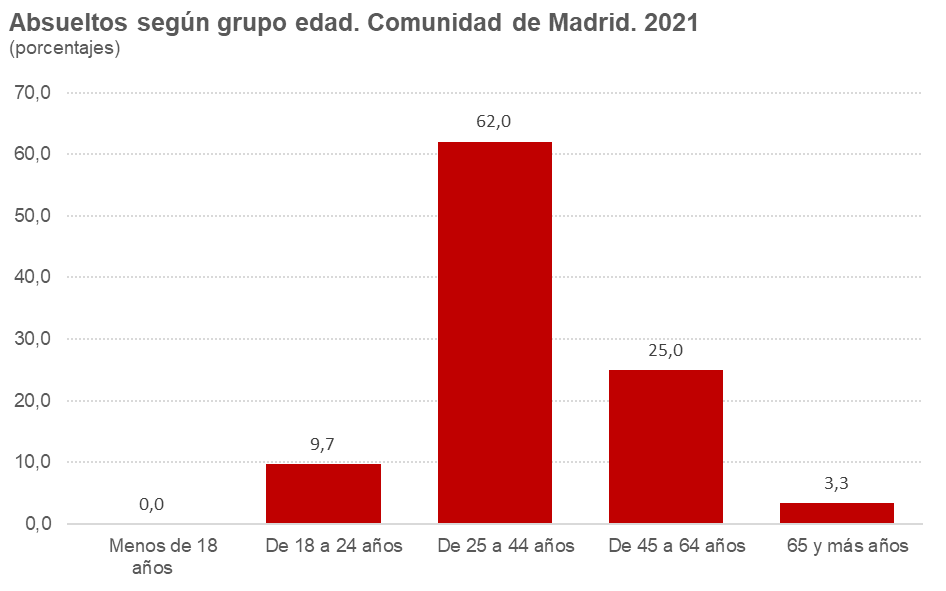 Absueltos según grupo edad. Comunidad de Madrid. 2021
(porcentajes)
70,0
60,0
50,0
40,0
30,0
20,0
10,0
0,0
0,0
9,7
62,0
25,0
3,3
Menos de 18
años
De 18 a 24 años
De 25 a 44 años
De 45 a 64 años
65 y más años